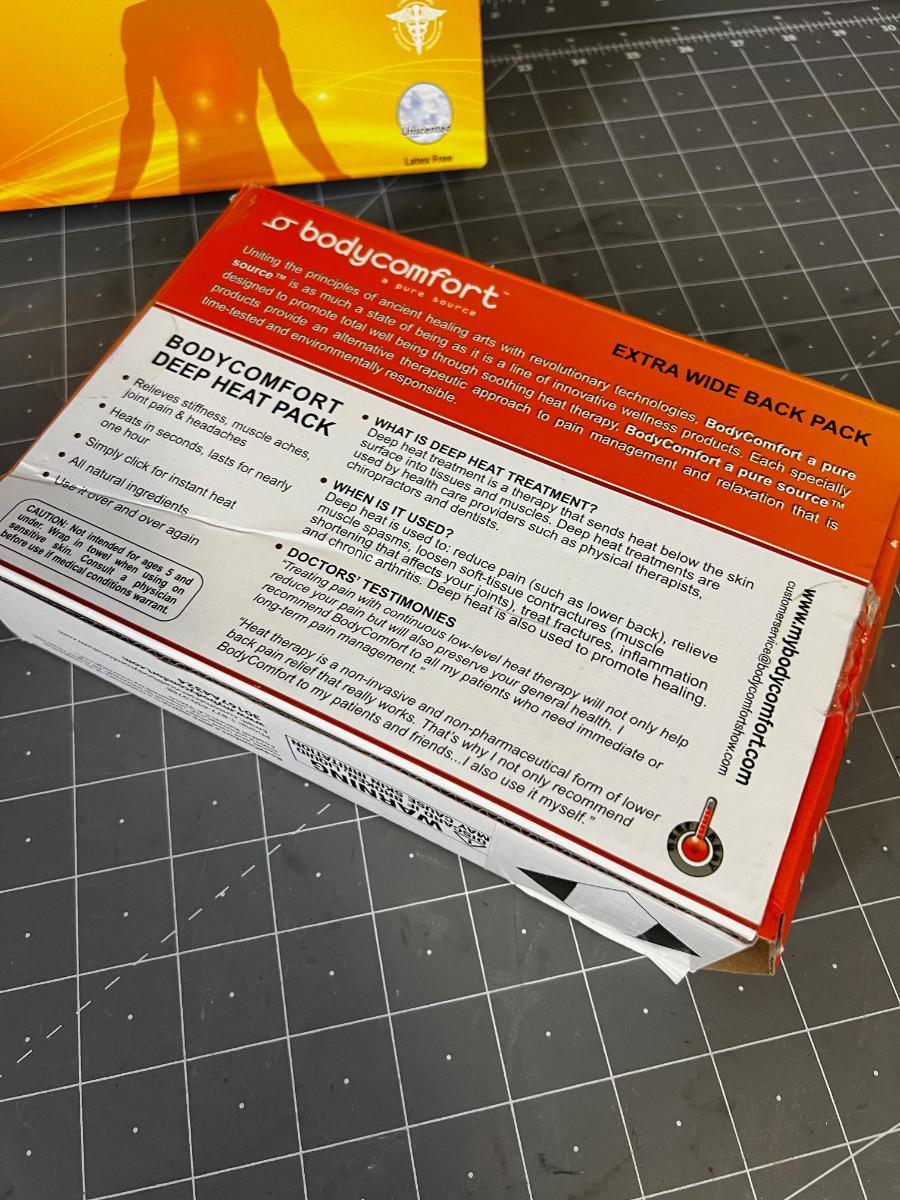 Unscented
Latex Free
23 24 25 26 27 28 29 30
bodycomfort™
a pure source
EXTRA WIDE BACK PACK
Uniting the principles of ancient healing arts with revolutionary technologies, BodyComfort a pure
source™ is as much a state of being as it is a line of innovative wellness products. Each specially
designed to promote total well being through soothing heat therapy, BodyComfort a pure source™
products provide an alternative therapeutic approach to pain management and relaxation that is
time-tested and environmentally responsible.
BODYCOMFORT
DEEP HEAT PACK
• Relieves stiffness, muscle aches,
joint pain & headaches
• Heats in seconds, lasts for nearly
one hour
• Simply click for instant heat
• All natural ingredients
• Use it over and over again
CAUTION: Not intended for ages 5 and
under. Wrap in towel when using on
sensitive skin. Consult a physician
before use if medical conditions warrant.
• WHAT IS DEEP HEAT TREATMENT?
Deep heat treatment is a therapy that sends heat below the skin
surface into tissues and muscles. Deep heat treatments are
used by health care providers such as physical therapists,
chiropractors and dentists.
• WHEN IS IT USED?
Deep heat is used to: reduce pain (such as lower back), relieve
muscle spasms, loosen soft-tissue contractures (muscle
shortening that affects your joints), treat fractures, inflammation
and chronic arthritis. Deep heat is also used to promote healing.
• DOCTORS' TESTIMONIES
"Treating pain with continuous low-level heat therapy will not only help
reduce your pain but will also preserve your general health. I
recommend BodyComfort to all my patients who need immediate or
long-term pain management."
"Heat therapy is a non-invasive and non-pharmaceutical form of lower
back pain relief that really works. That's why I not only recommend
BodyComfort to my patients and friends...I also use it myself."
www.mybodycomfort.com
customerservice@bodycomfortshow.com
WARNING
MAY CAUSE SKIN IRRITATION